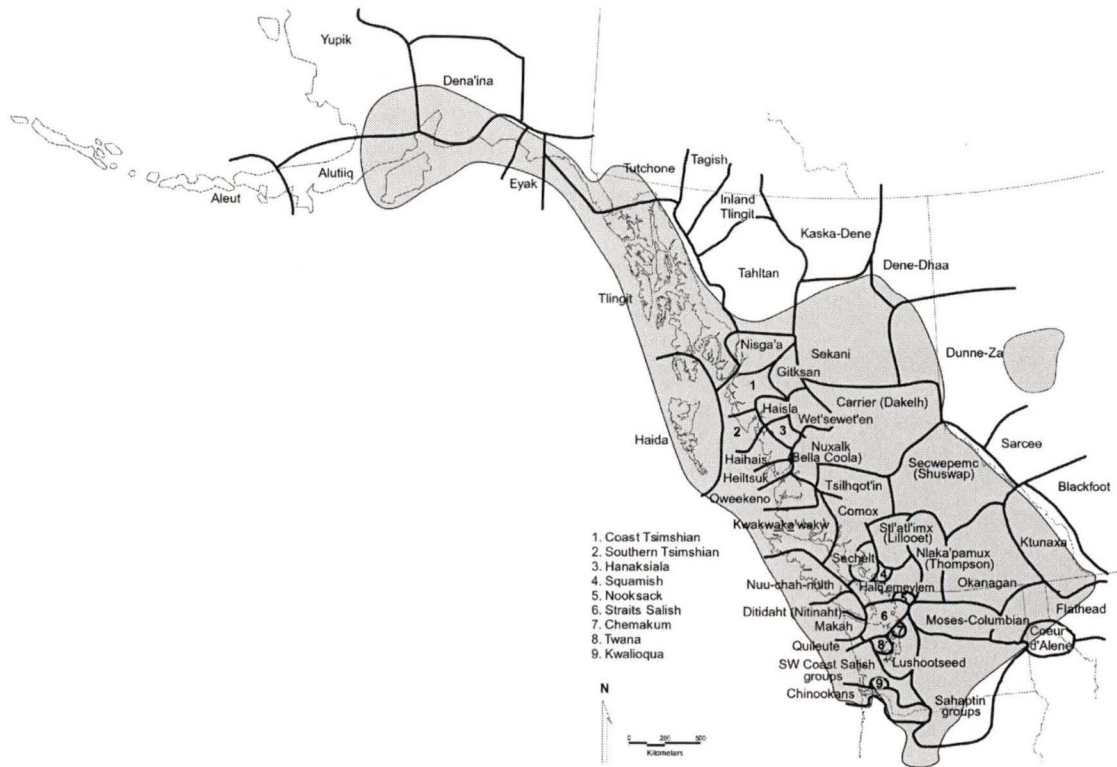 Yupik
Dena'ina
Alutiiq
Aleut
Eyak
Tutchone
Tagish
Inland
Tlingit
Kaska-Dene
Dene-Dhaa
Tahltan
Tlingit
Nisga'a
Sekani
Dunne-Za
Gitksan
1
Haisla
Carrier (Dakelh)
Wet'sewet'en
2
3
Haida
Nuxalk
(Bella Coola)
Haihais
Sarcee
Secwepemc
(Shuswap)
Heiltsuk
Tsilhqot'in
Blackfoot
Oweekeno
Comox
Kwakwaka'wakw
Stl'atl'imx
(Lillooet)
Ktunaxa
Sechelt
Nlaka'pamux
(Thompson)
4
Nuu-chah-nulth
Halq'emeylem
Okanagan
5
Flathead
Ditidaht (Nitinaht)
6
Moses-Columbian
Makah
7
Coeur
d'Alene
Quileute
8
Lushootseed
SW Coast Salish
groups
9
Chinookans
Sahaptin
groups
1. Coast Tsimshian
2. Southern Tsimshian
3. Hanaksiala
4. Squamish
5. Nooksack
6. Straits Salish
7. Chemakum
8. Twana
9. Kwalioqua
N
0 250 500
Kilometers